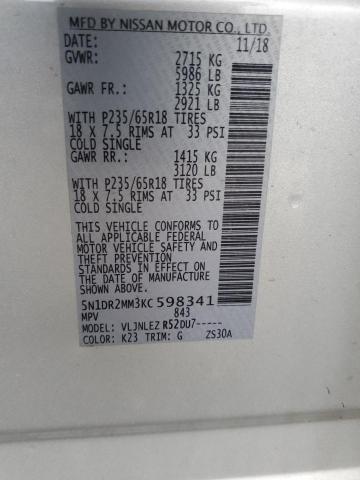 MFD BY NISSAN MOTOR CO., LTD.
DATE: 11/18
GVWR: 2715 KG
5986 LB
GAWR FR.: 1325 KG
2921 LB
WITH P235/65R18 TIRES
18 X 7.5 RIMS AT 33 PSI
COLD SINGLE
GAWR RR: 1415 KG
3120 LB
WITH P235/65R18 TIRES
18 X 7.5 RIMS AT 33 PSI
COLD SINGLE
THIS VEHICLE CONFORMS TO
ALL APPLICABLE FEDERAL
MOTOR VEHICLE SAFETY
AND THEFT PREVENTION
STANDARDS IN EFFECT ON
THE DATE OF MANUFACTURE
SHOWN ABOVE.
5N1DR2MM3KC598341
MPV 843
MODEL: VLJNLEZ R52DU7-----
COLOR: K23 TRIM: G ZS30A